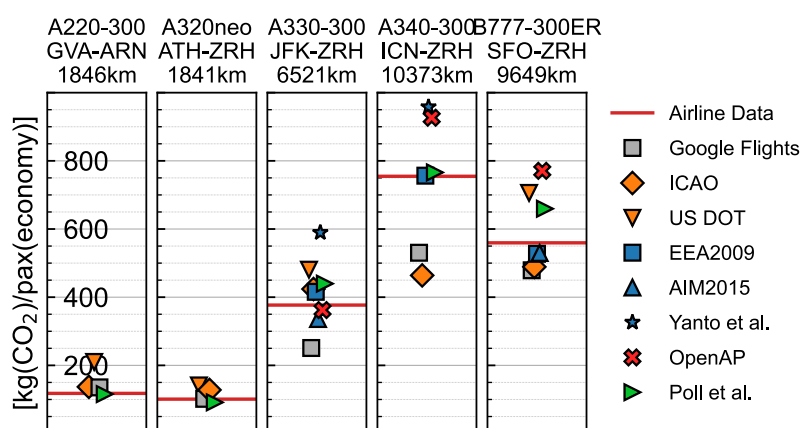 A220-300 A320neo A330-300 A340-300 B777-300ER
GVA-ARN ATH-ZRH JFK-ZRH ICN-ZRH SFO-ZRH
1846km 1841km 6521km 10373km 9649km
[kg(CO2)/pax(economy)]
800
600
400
200
Airline Data
Google Flights
ICAO
US DOT
EEA2009
AIM2015
Yanto et al.
OpenAP
Poll et al.